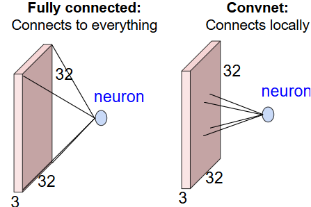 Fully connected:
Connects to everything
32
neuron
32
3
Convnet:
Connects locally
32
neuron
32
3